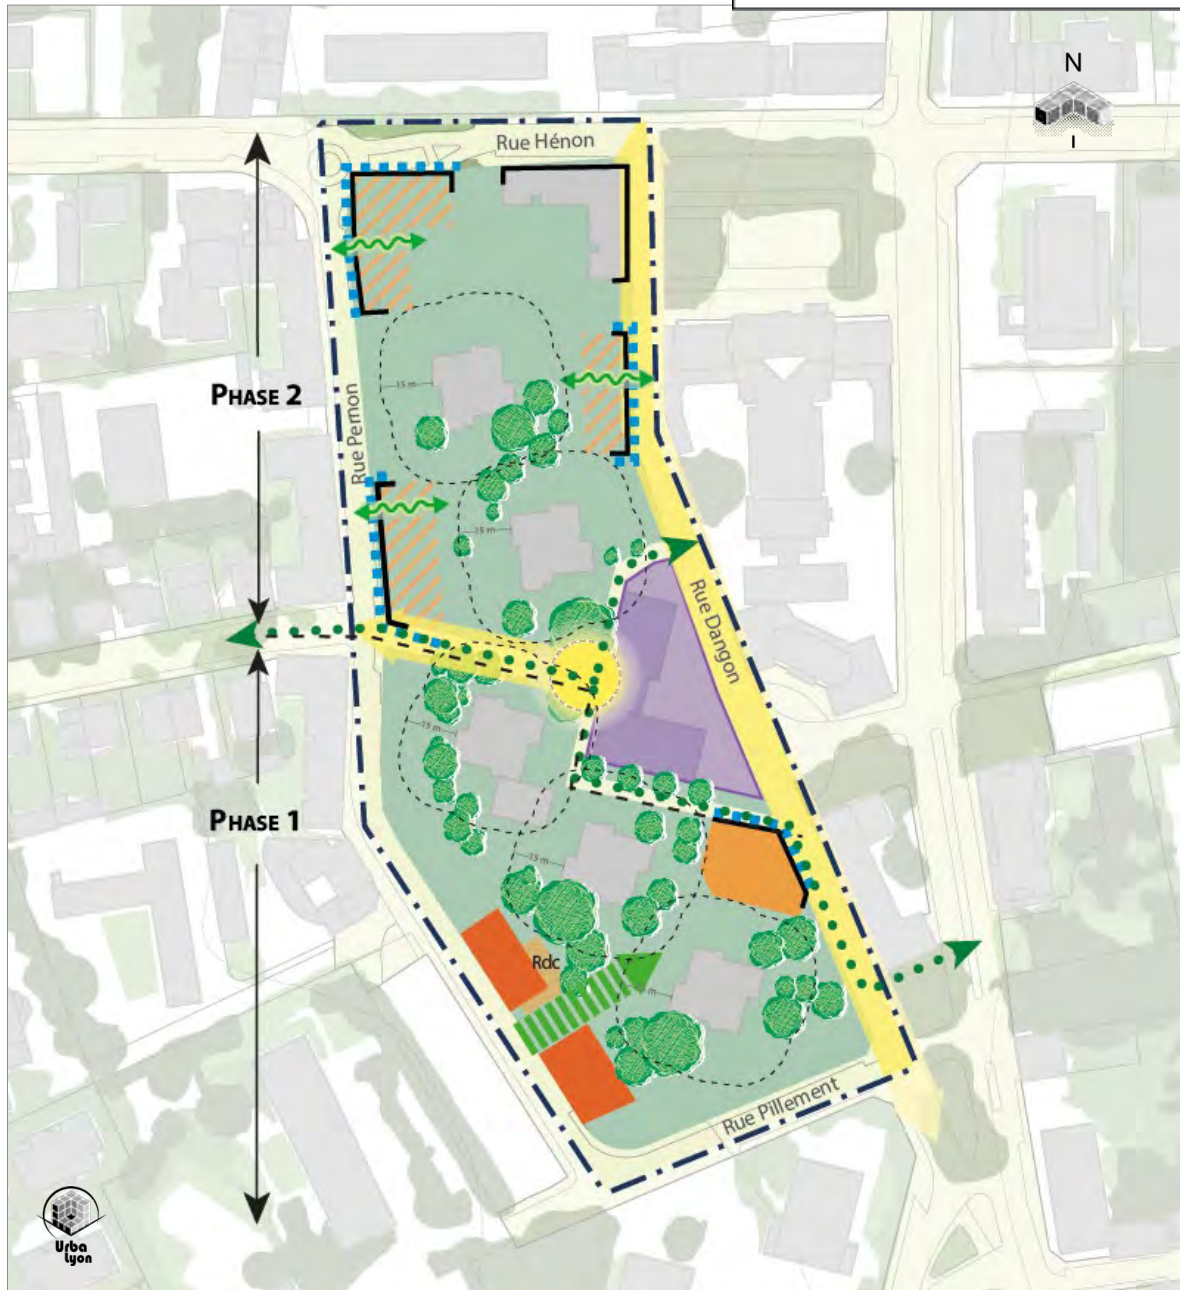 N
Rue Hénon
PHASE 2
15 m
Rue Pernon
15 m
Rue Dangon
15 m
PHASE 1
15 m
Rdc
m
Rue Pillement
Urba
Lyon